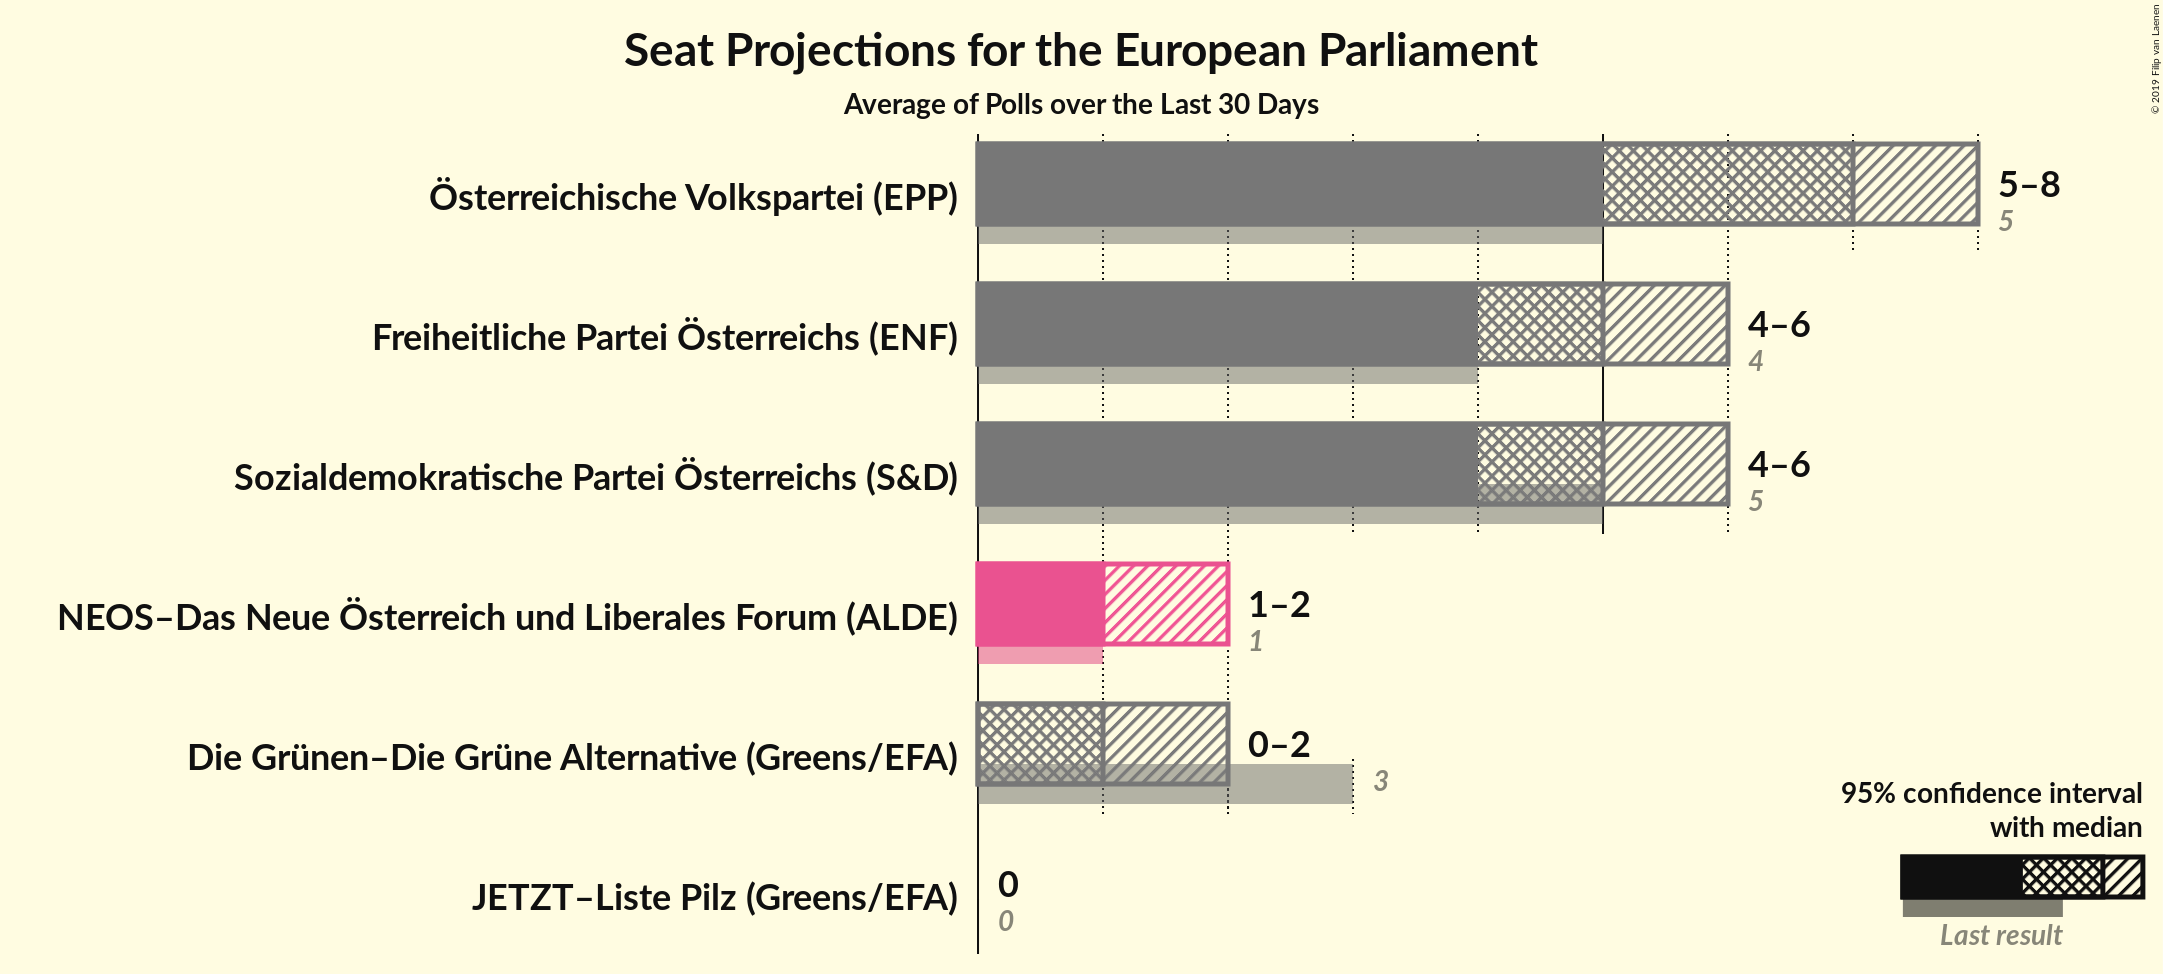 Seat Projections for the European Parliament
Average of Polls over the Last 30 Days
© 2019 Filip van Laenen
Österreichische Volkspartei (EPP)
5–8
5
Freiheitliche Partei Österreichs (ENF)
4–6
4
Sozialdemokratische Partei Österreichs (S&D)
4–6
5
NEOS–Das Neue Österreich und Liberales Forum (ALDE)
1–2
1
Die Grünen–Die Grüne Alternative (Greens/EFA)
0–2
3
JETZT–Liste Pilz (Greens/EFA)
0
0
95% confidence interval
with median
Last result